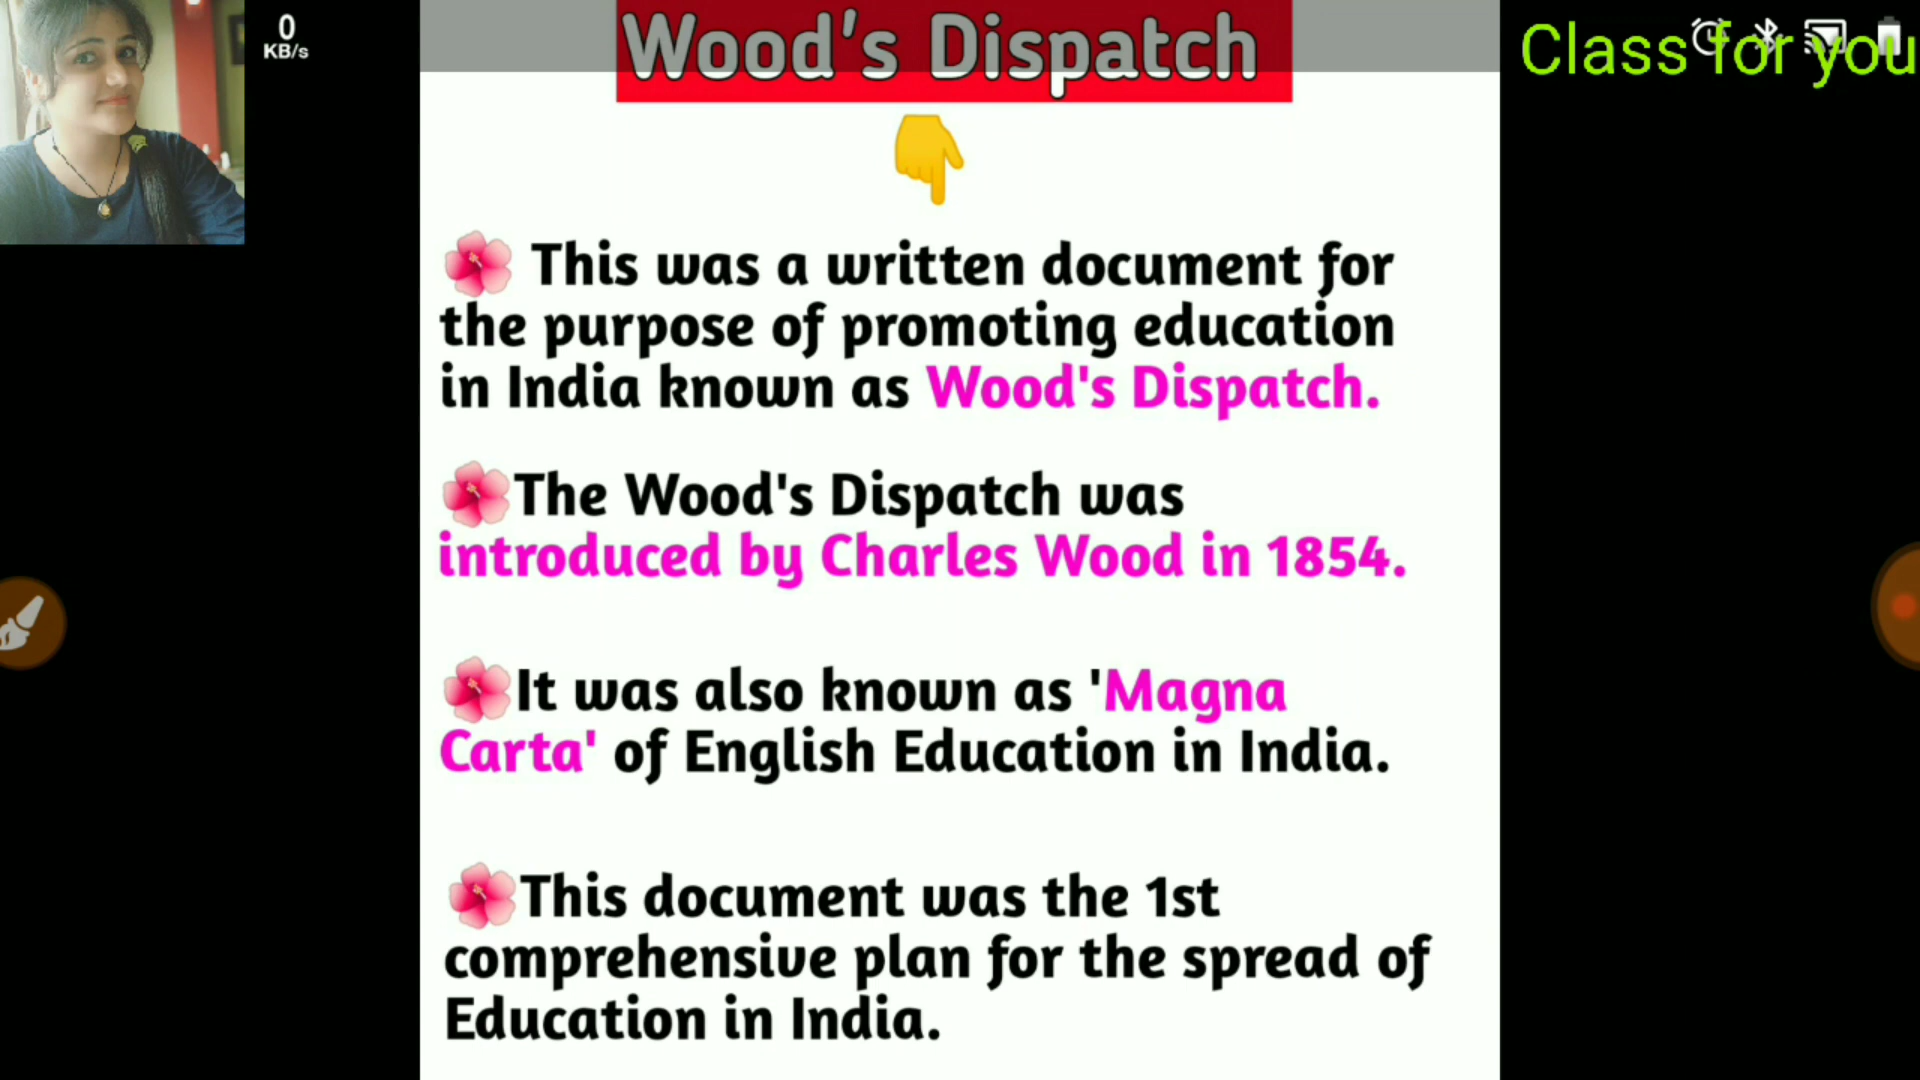 0
KB/s
Wood's Dispatch
Class for you
This was a written document for
the purpose of promoting education
in India known as Wood's Dispatch.
The Wood's Dispatch was
introduced by Charles Wood in 1854.
It was also known as 'Magna
Carta' of English Education in India.
This document was the 1st
comprehensive plan for the spread of
Education in India.